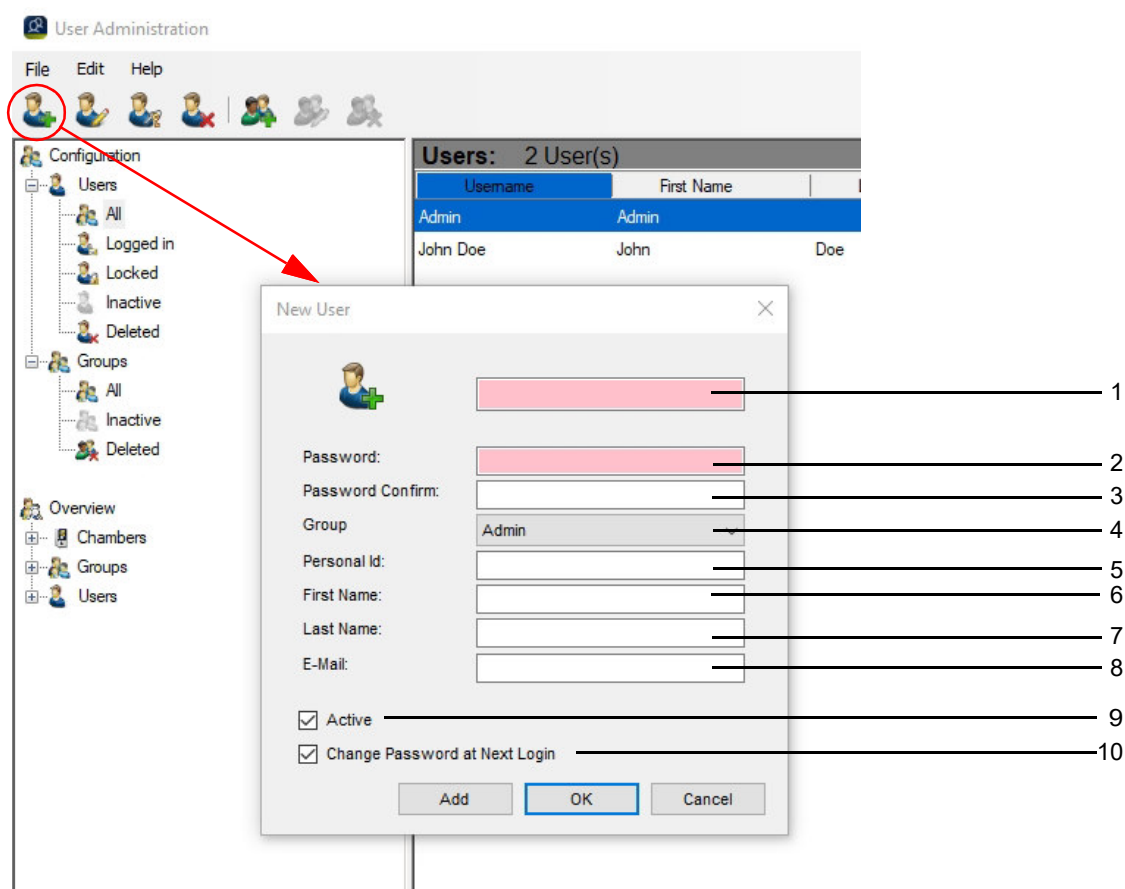 User Administration
File Edit Help
Configuration
Users
All
Logged in
Locked
Inactive
Deleted
Groups
All
Inactive
Deleted
Overview
Chambers
Groups
Users
Users: 2 User(s)
Username First Name
Admin Admin
John Doe John Doe
New User
1
Password: 2
Password Confirm: 3
Group Admin 4
Personal Id: 5
First Name: 6
Last Name: 7
E-Mail: 8
Active 9
Change Password at Next Login 10
Add OK Cancel